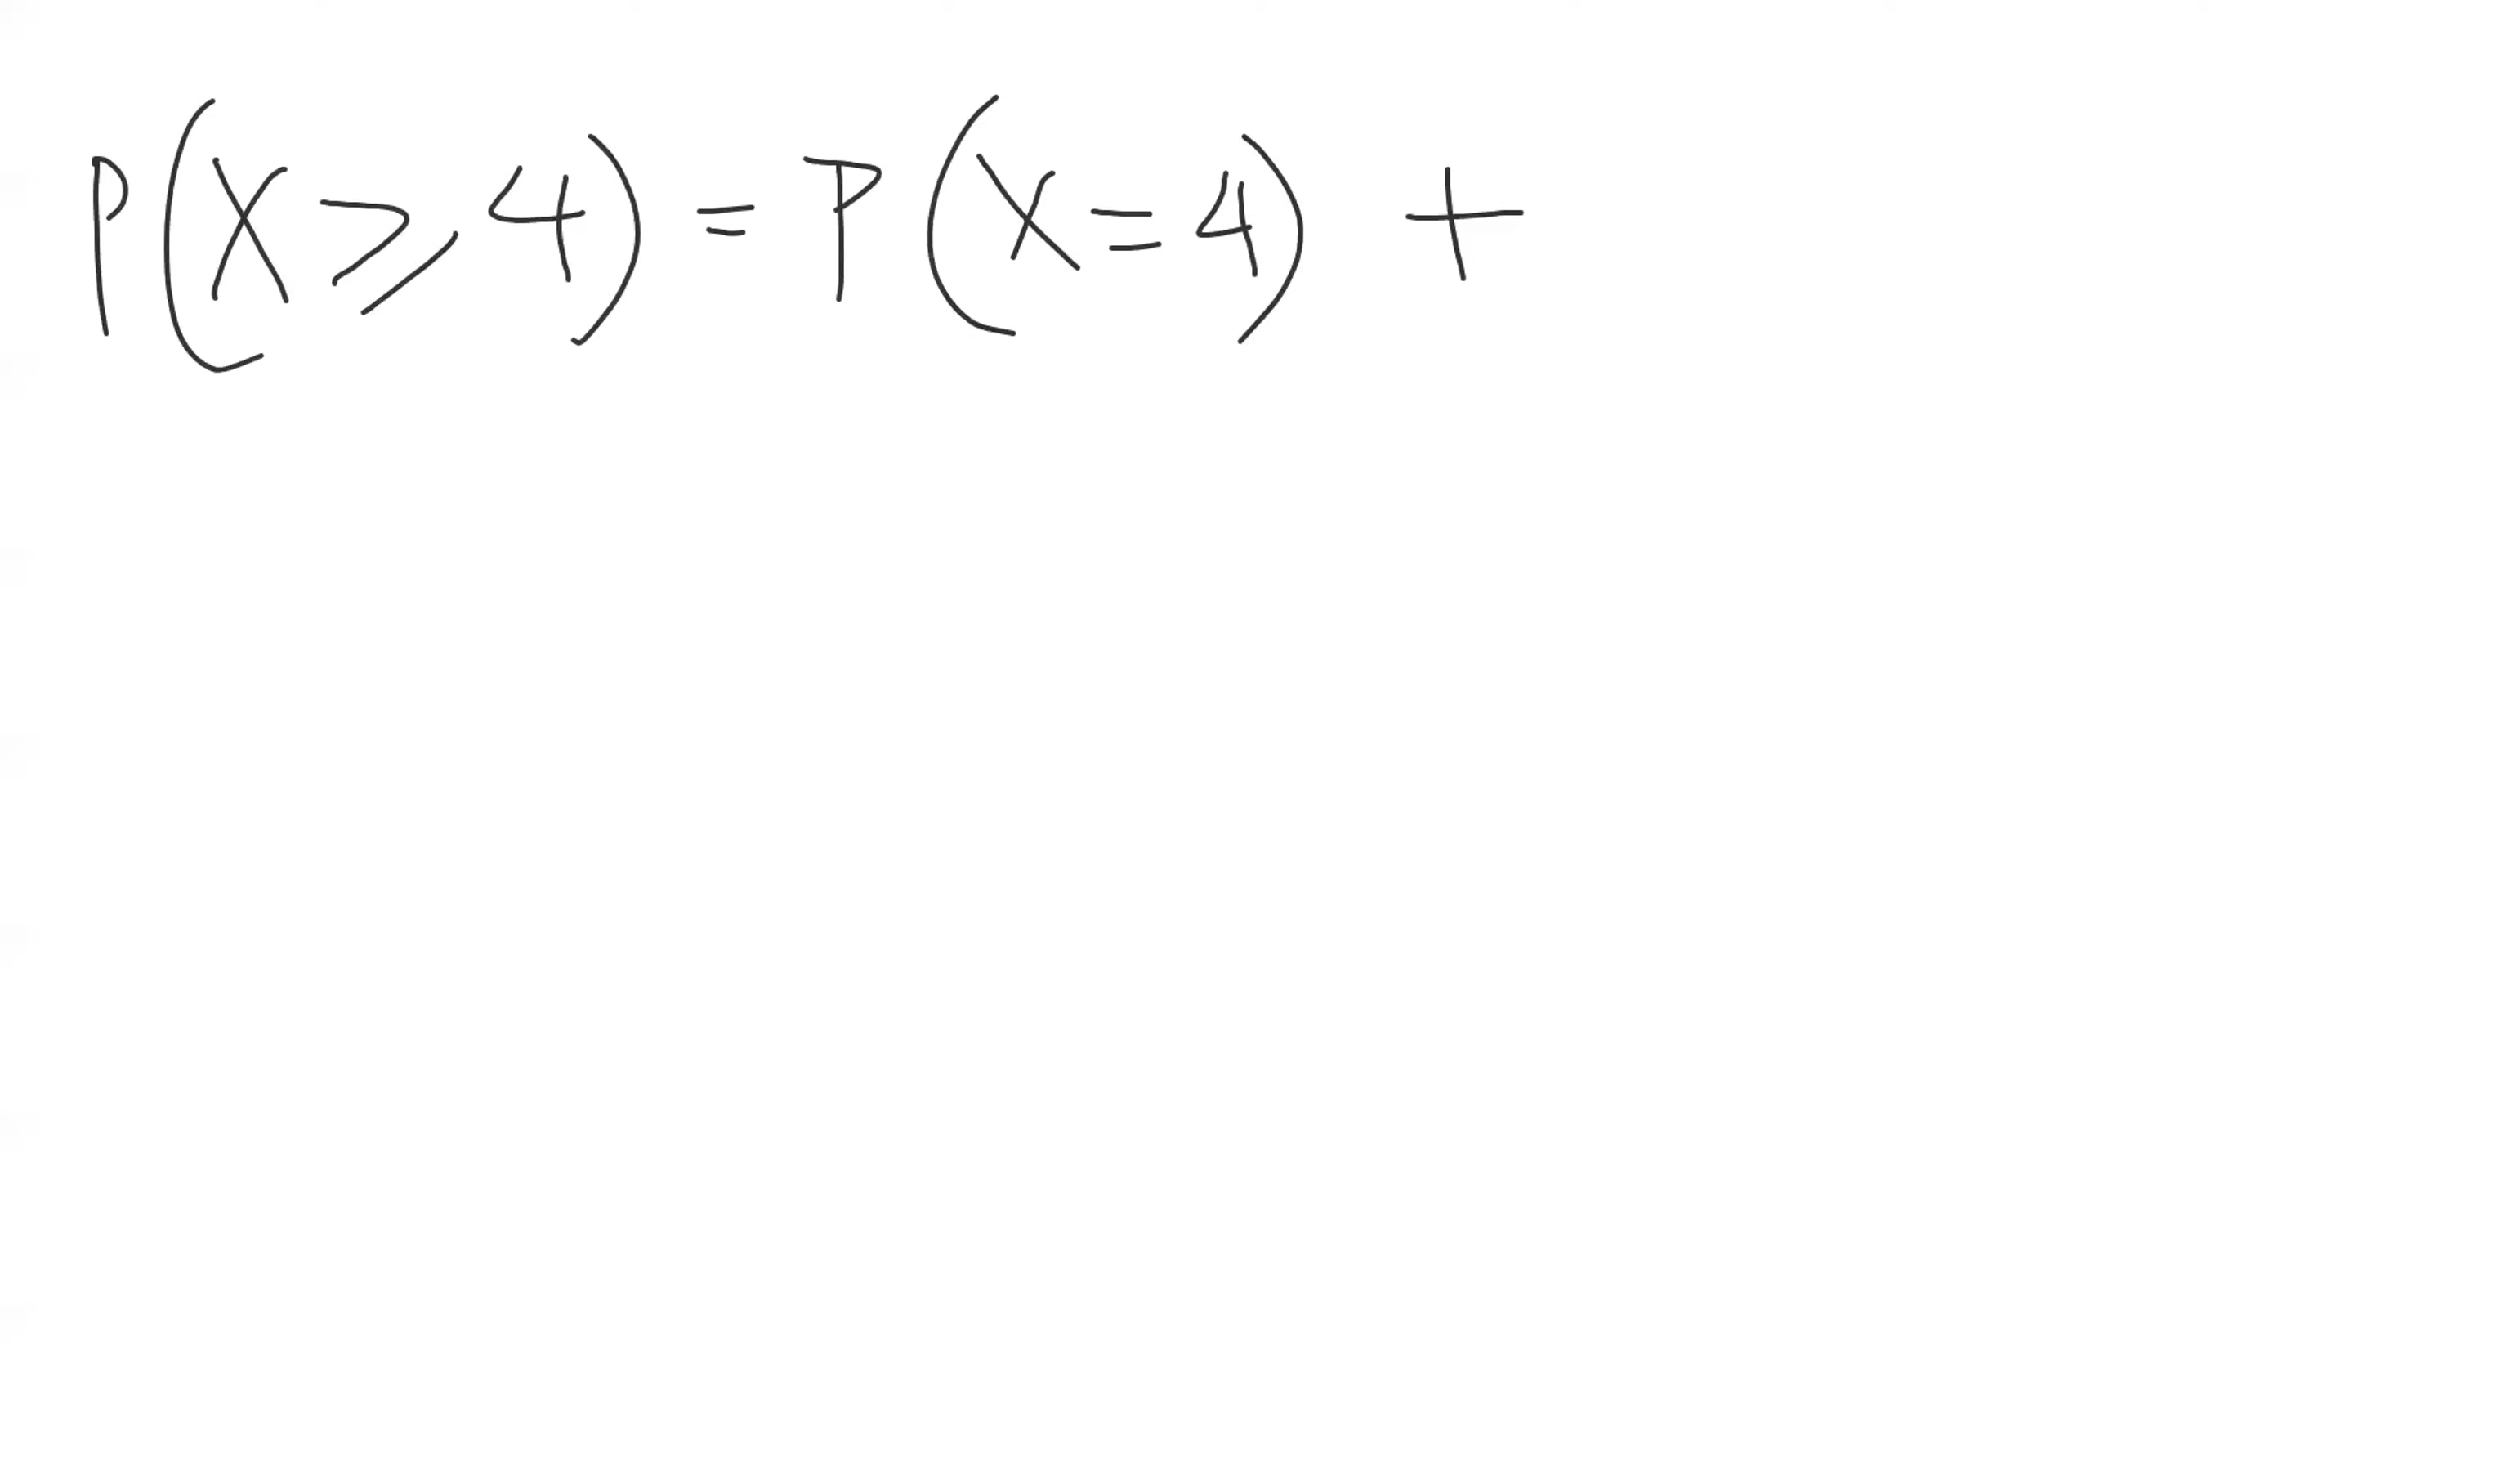 P(X ⩾ 4) = P(X = 4) +